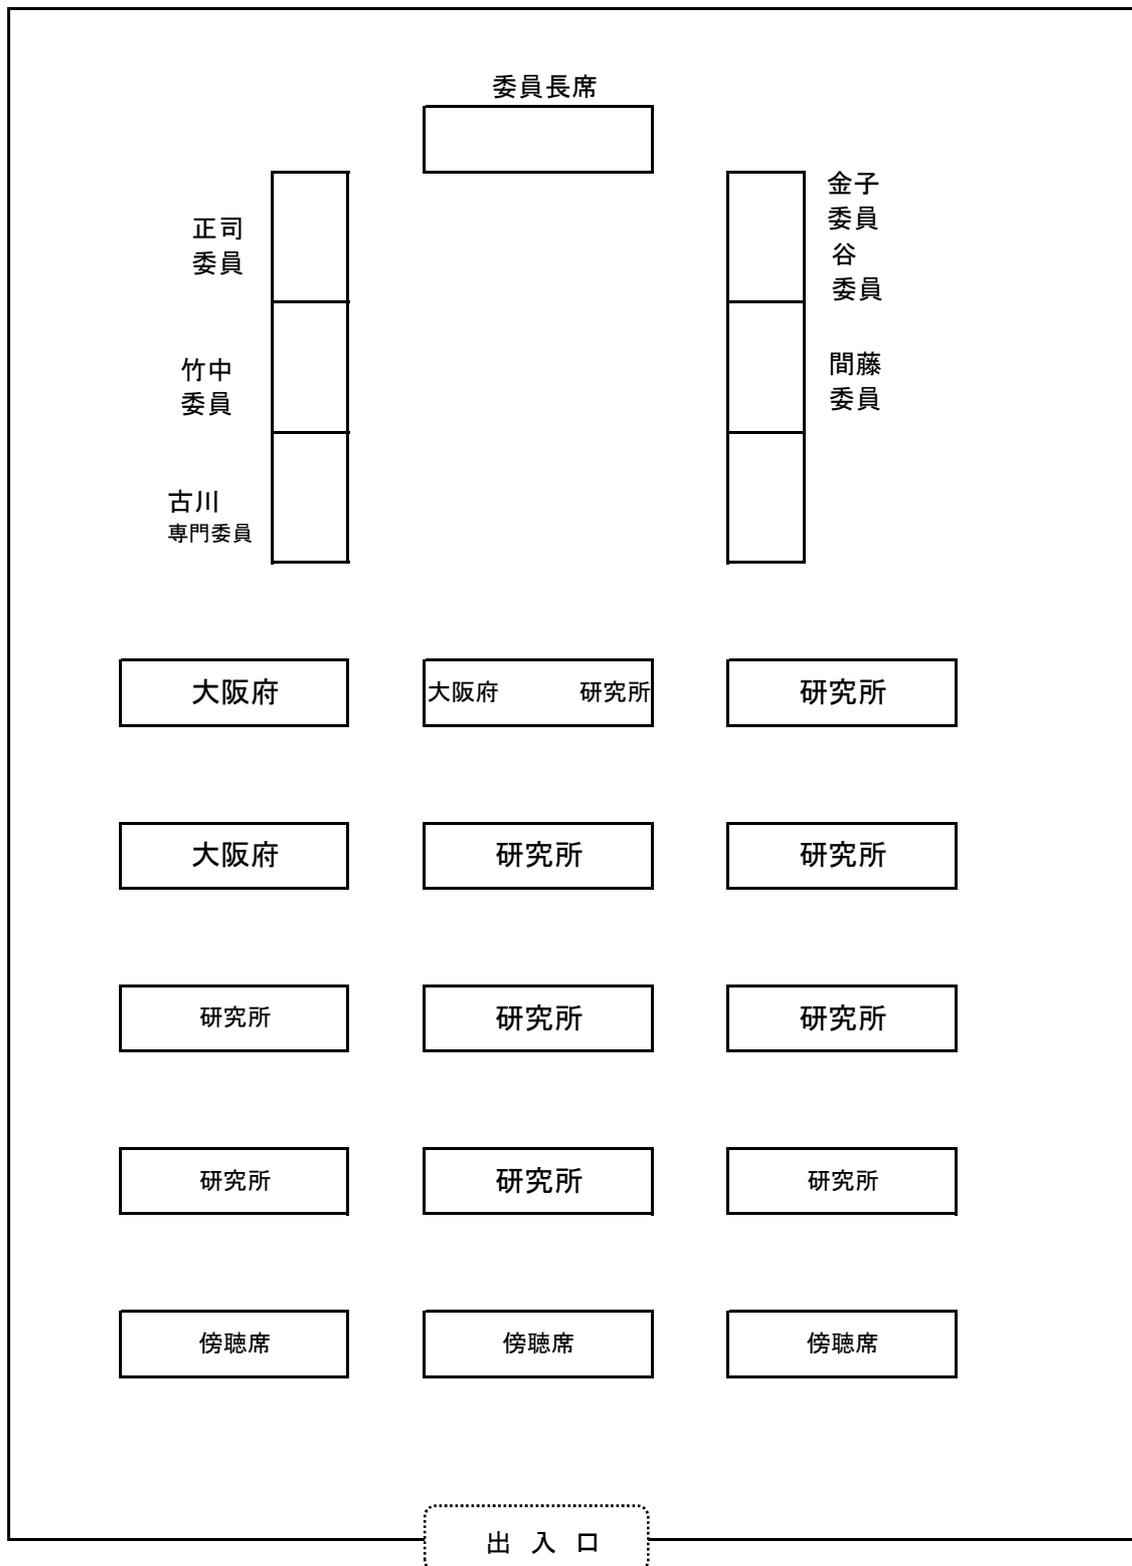 委員長席
正司
委員
金子
委員
谷
委員
竹中
委員
間藤
委員
古川
専門委員
大阪府
大阪府 研究所
研究所
大阪府
研究所
研究所
研究所
研究所
研究所
研究所
研究所
研究所
傍聴席
傍聴席
傍聴席
出 入 口